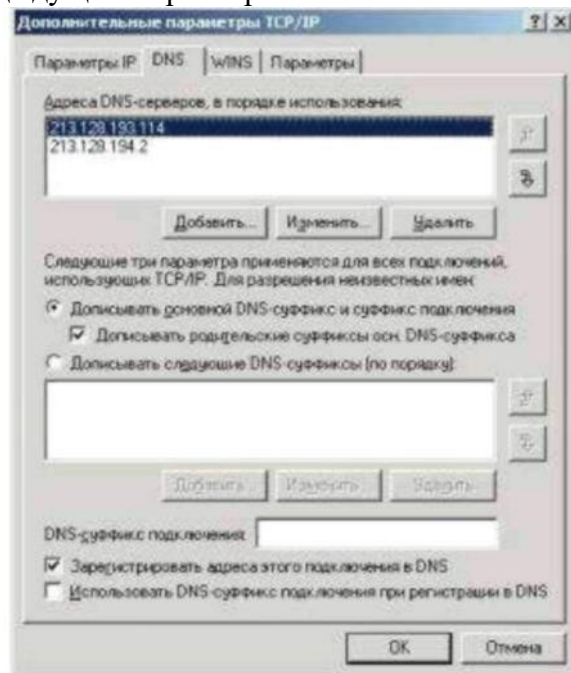 Дополнительные параметры TCP/IP
Параметры IP DNS WINS Параметры
Адреса DNS-серверов, в порядке использования:
213.128.193.114
213.128.194.2
Добавить... Изменить... Удалить
Следующие три параметра применяются для всех подключений,
использующих TCP/IP. Для разрешения неизвестных имен:
Дописывать основной DNS-суффикс и суффикс подключения
Дописывать родительские суффиксы осн. DNS-суффикса
Дописывать следующие DNS-суффиксы (по порядку):
Добавить... Изменить... Удалить
DNS-суффикс подключения:
Зарегистрировать адреса этого подключения в DNS
Использовать DNS-суффикс подключения при регистрации в DNS
OK Отмена